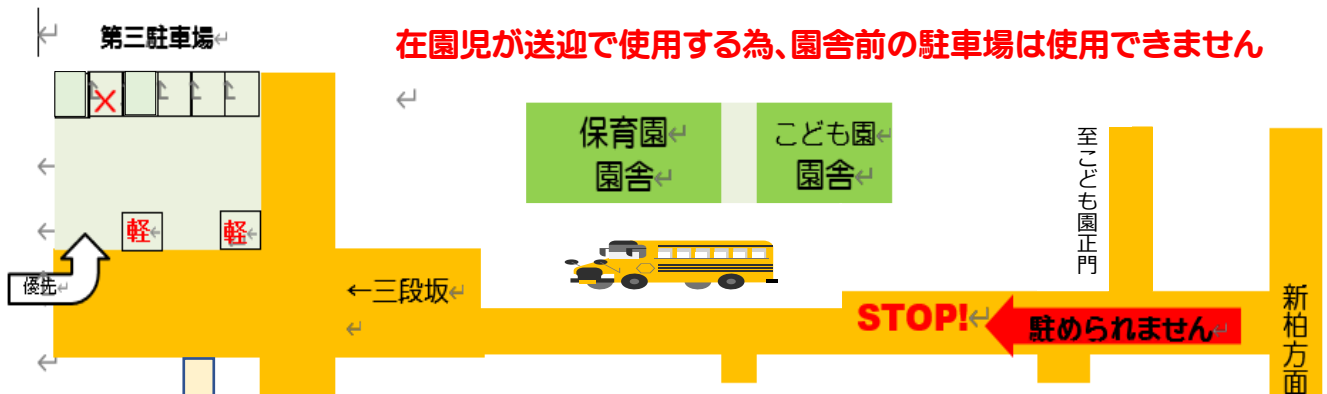 第三駐車場
在園児が送迎で使用する為、園舎前の駐車場は使用できません
保育園
園舎
こども園
園舎
至こども園正門
軽
軽
優先
←三段坂
STOP!
駐められません
新柏方面